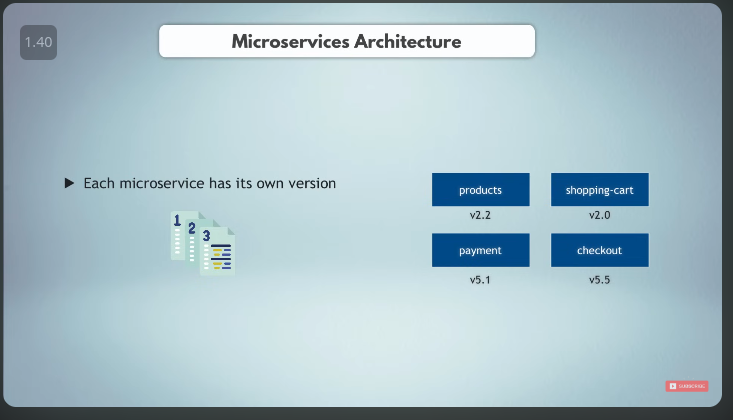 1.40
Microservices Architecture
Each microservice has its own version
1
2
3
products
shopping-cart
v2.2
v2.0
payment
checkout
v5.1
v5.5
SUBSCRIBE